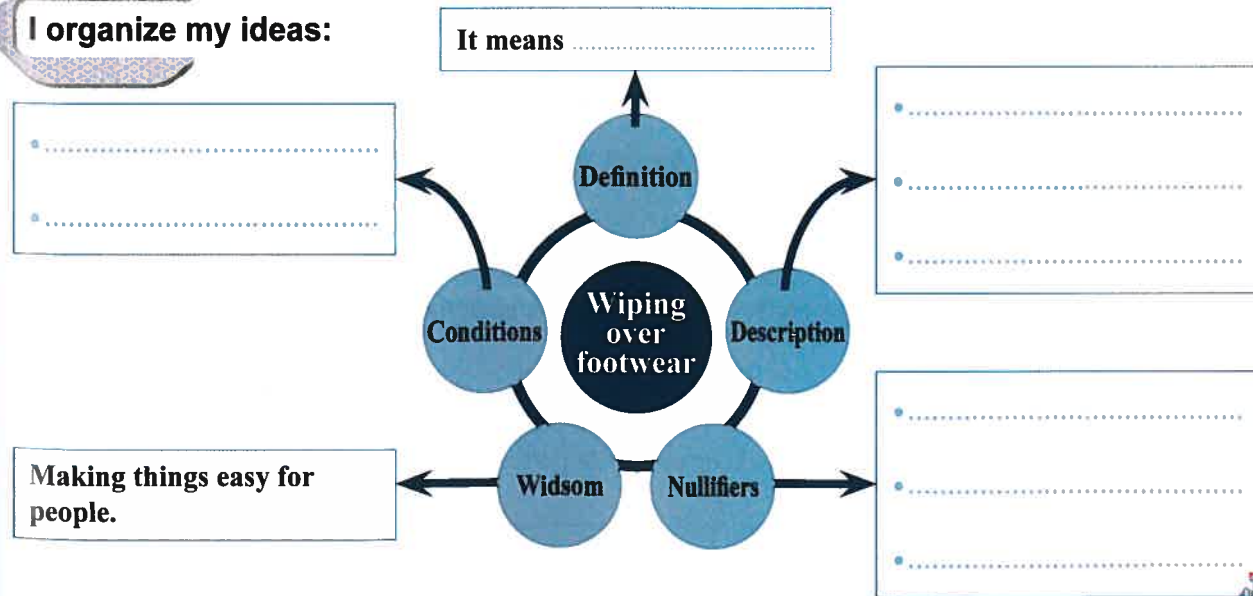 I organize my ideas:
It means ..................................
Definition
Conditions
Wiping
over
footwear
Description
Making things easy for
people.
Widsom
Nullifiers